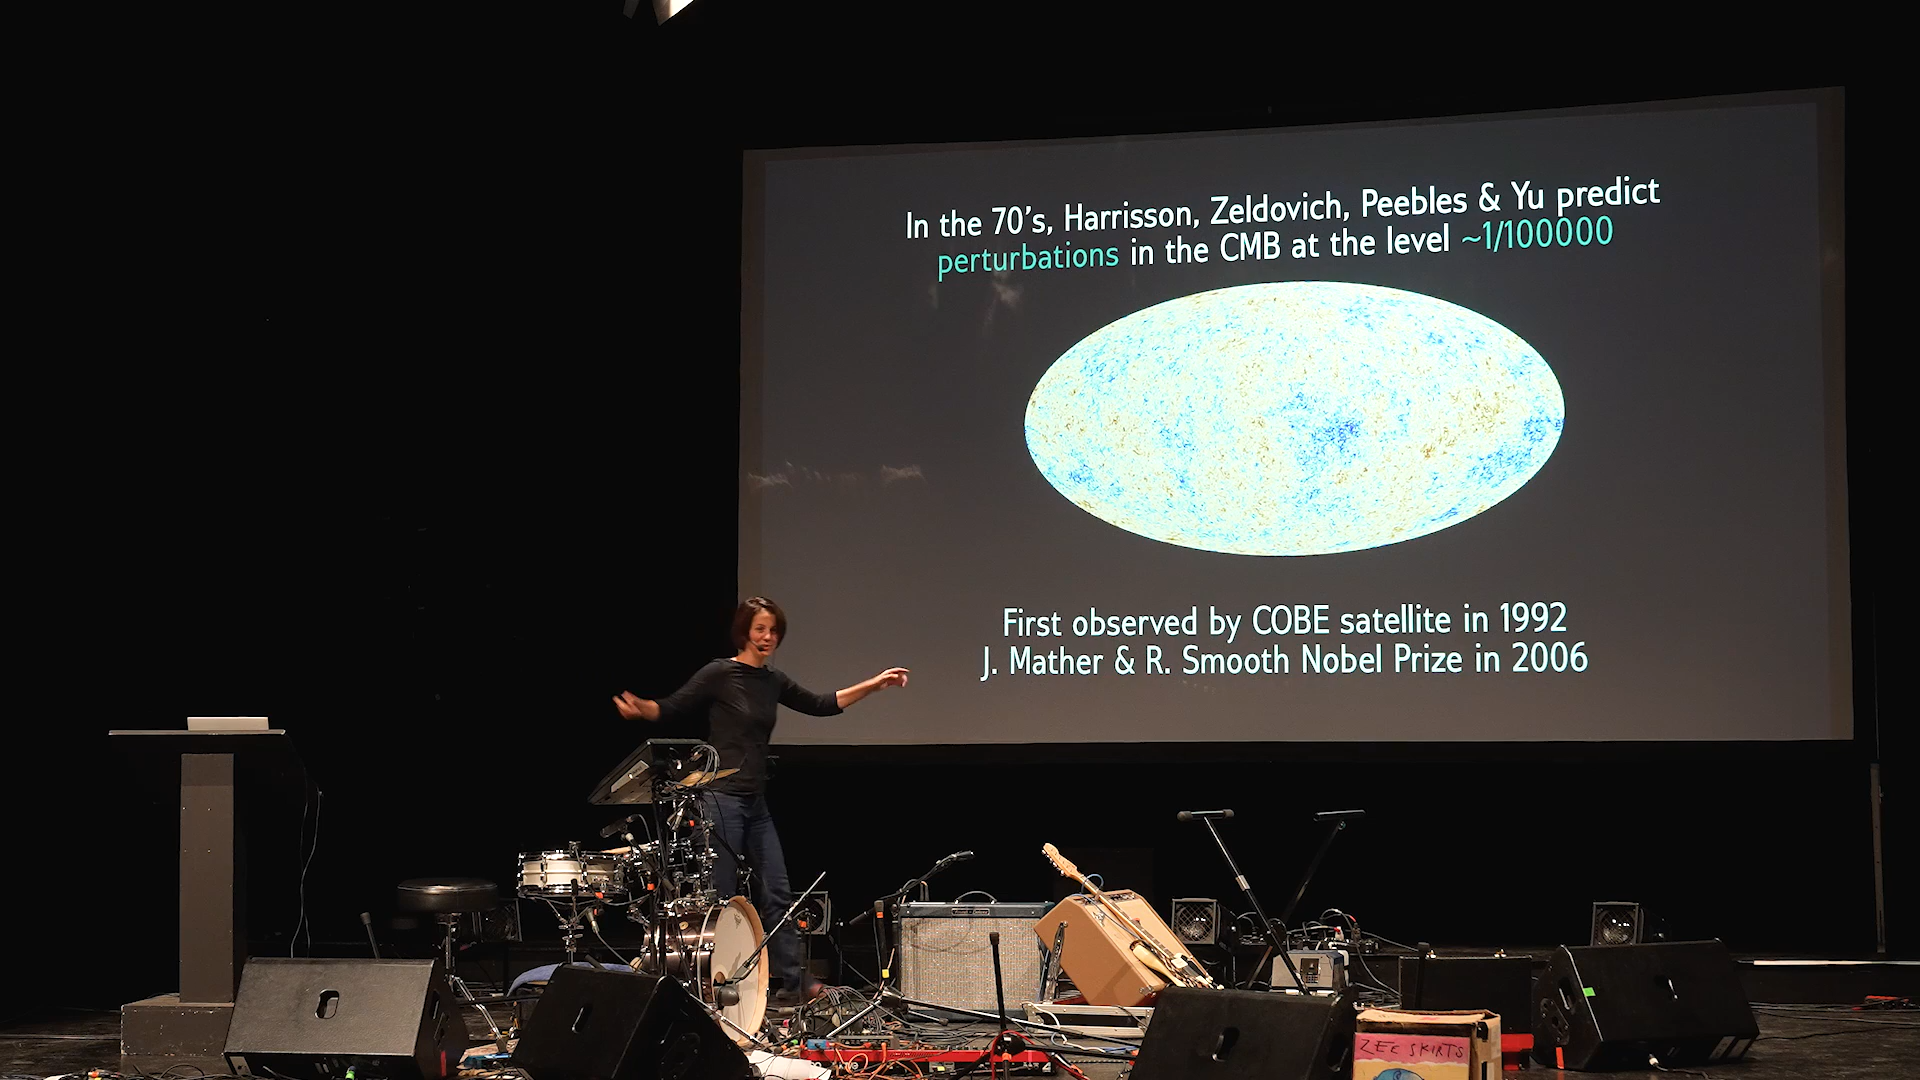 In the 70's, Harrisson, Zeldovich, Peebles & Yu predict
perturbations in the CMB at the level ~1/100000
First observed by COBE satellite in 1992
J. Mather & R. Smooth Nobel Prize in 2006
ZEE SKIRTS